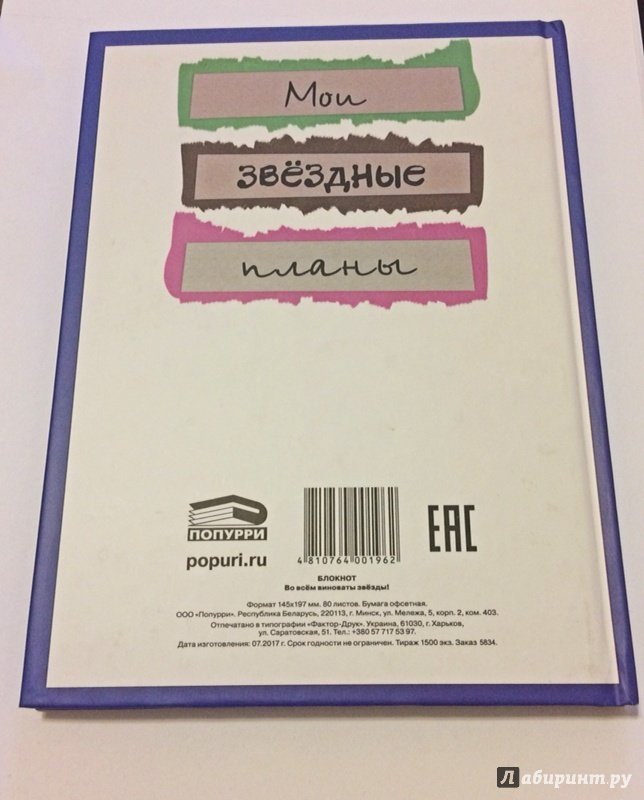 Мои
звёздные
планы
ПОПУРРИ
popuri.ru
4 810764 001962
EAC
БЛОКНОТ
Во всём виноваты звёзды!
Формат 145х197 мм. 80 листов. Бумага офсетная.
ООО «Попурри». Республика Беларусь, 220113, г. Минск, ул. Мележа, 5, корп. 2, ком. 403.
Отпечатано в типографии «Фактор-Друк». Украина, 61030, г. Харьков,
ул. Саратовская, 51. Тел.: +380 57 717 53 97.
Дата изготовления: 07.2017 г. Срок годности не ограничен. Тираж 1500 экз. Заказ 5834.
Лабиринт.ру